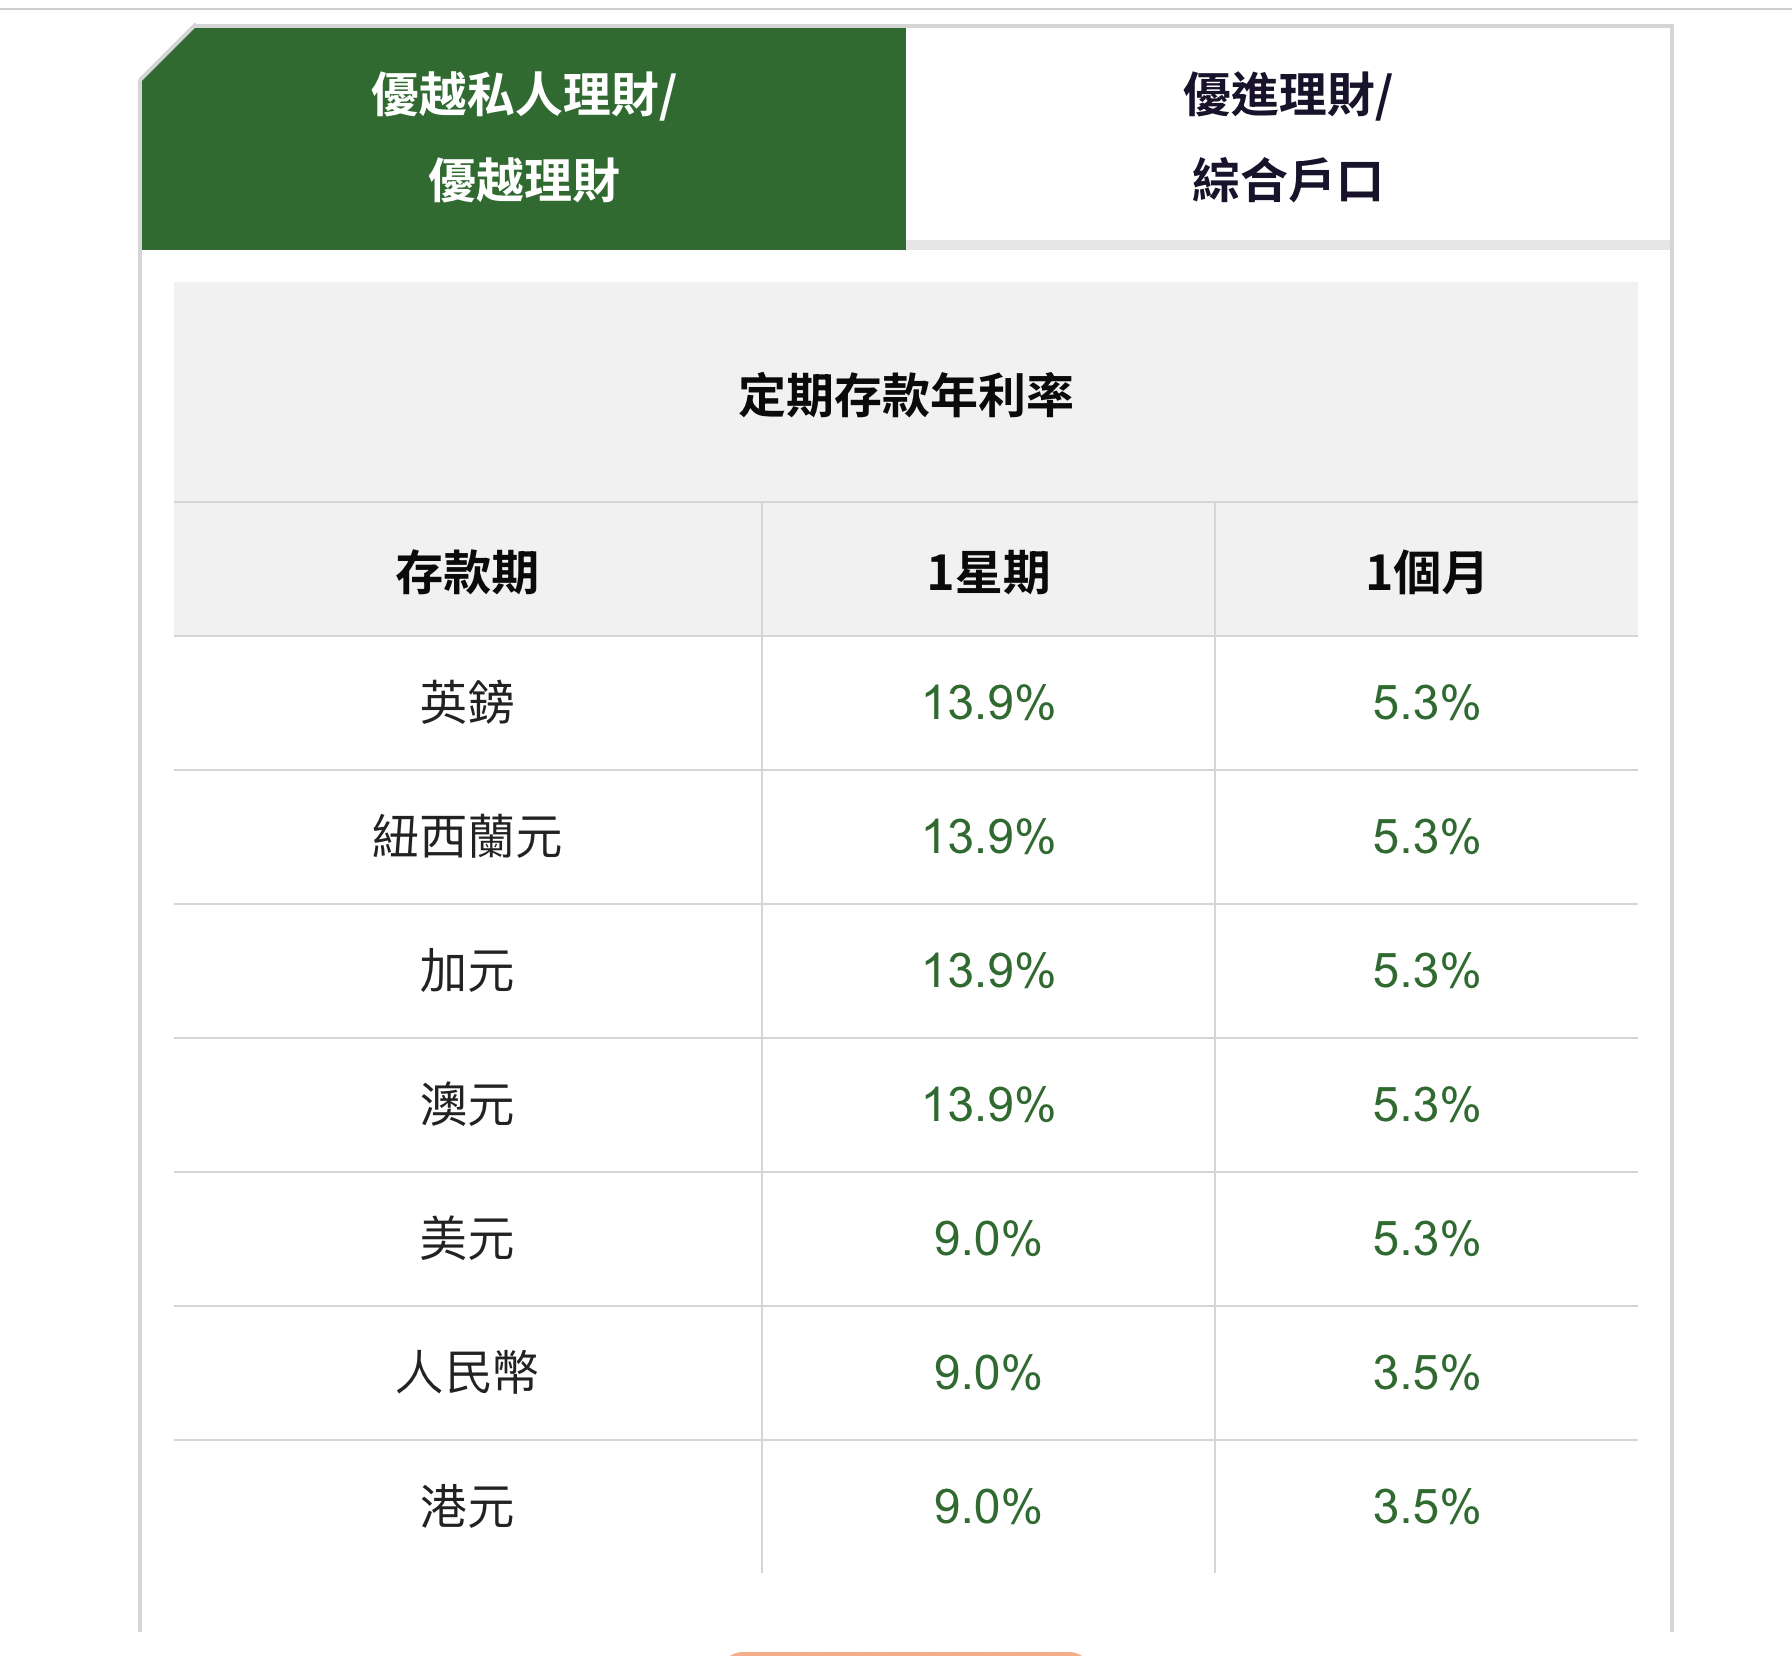 優越私人理財/
優越理財
優進理財/
綜合戶口
定期存款年利率
存款期 1星期 1個月
英鎊 13.9% 5.3%
紐西蘭元 13.9% 5.3%
加元 13.9% 5.3%
澳元 13.9% 5.3%
美元 9.0% 5.3%
人民幣 9.0% 3.5%
港元 9.0% 3.5%